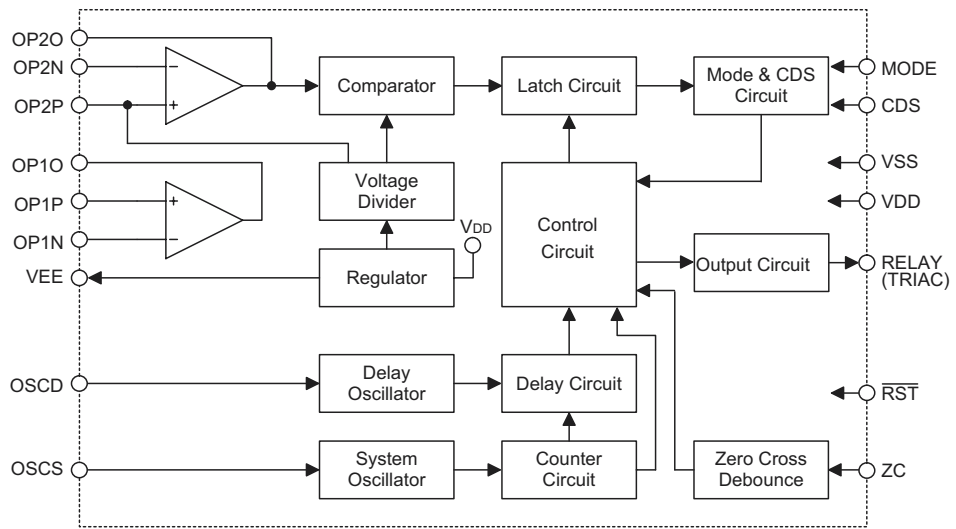 OP2O
OP2N
−
OP2P
+
Comparator
Latch Circuit
Mode & CDS
Circuit
MODE
CDS
OP1O
OP1P
+
OP1N
−
VEE
Voltage
Divider
Regulator
VDD
Control
Circuit
VSS
VDD
Output Circuit
RELAY
(TRIAC)
OSCD
Delay
Oscillator
Delay Circuit
RST
OSCS
System
Oscillator
Counter
Circuit
Zero Cross
Debounce
ZC